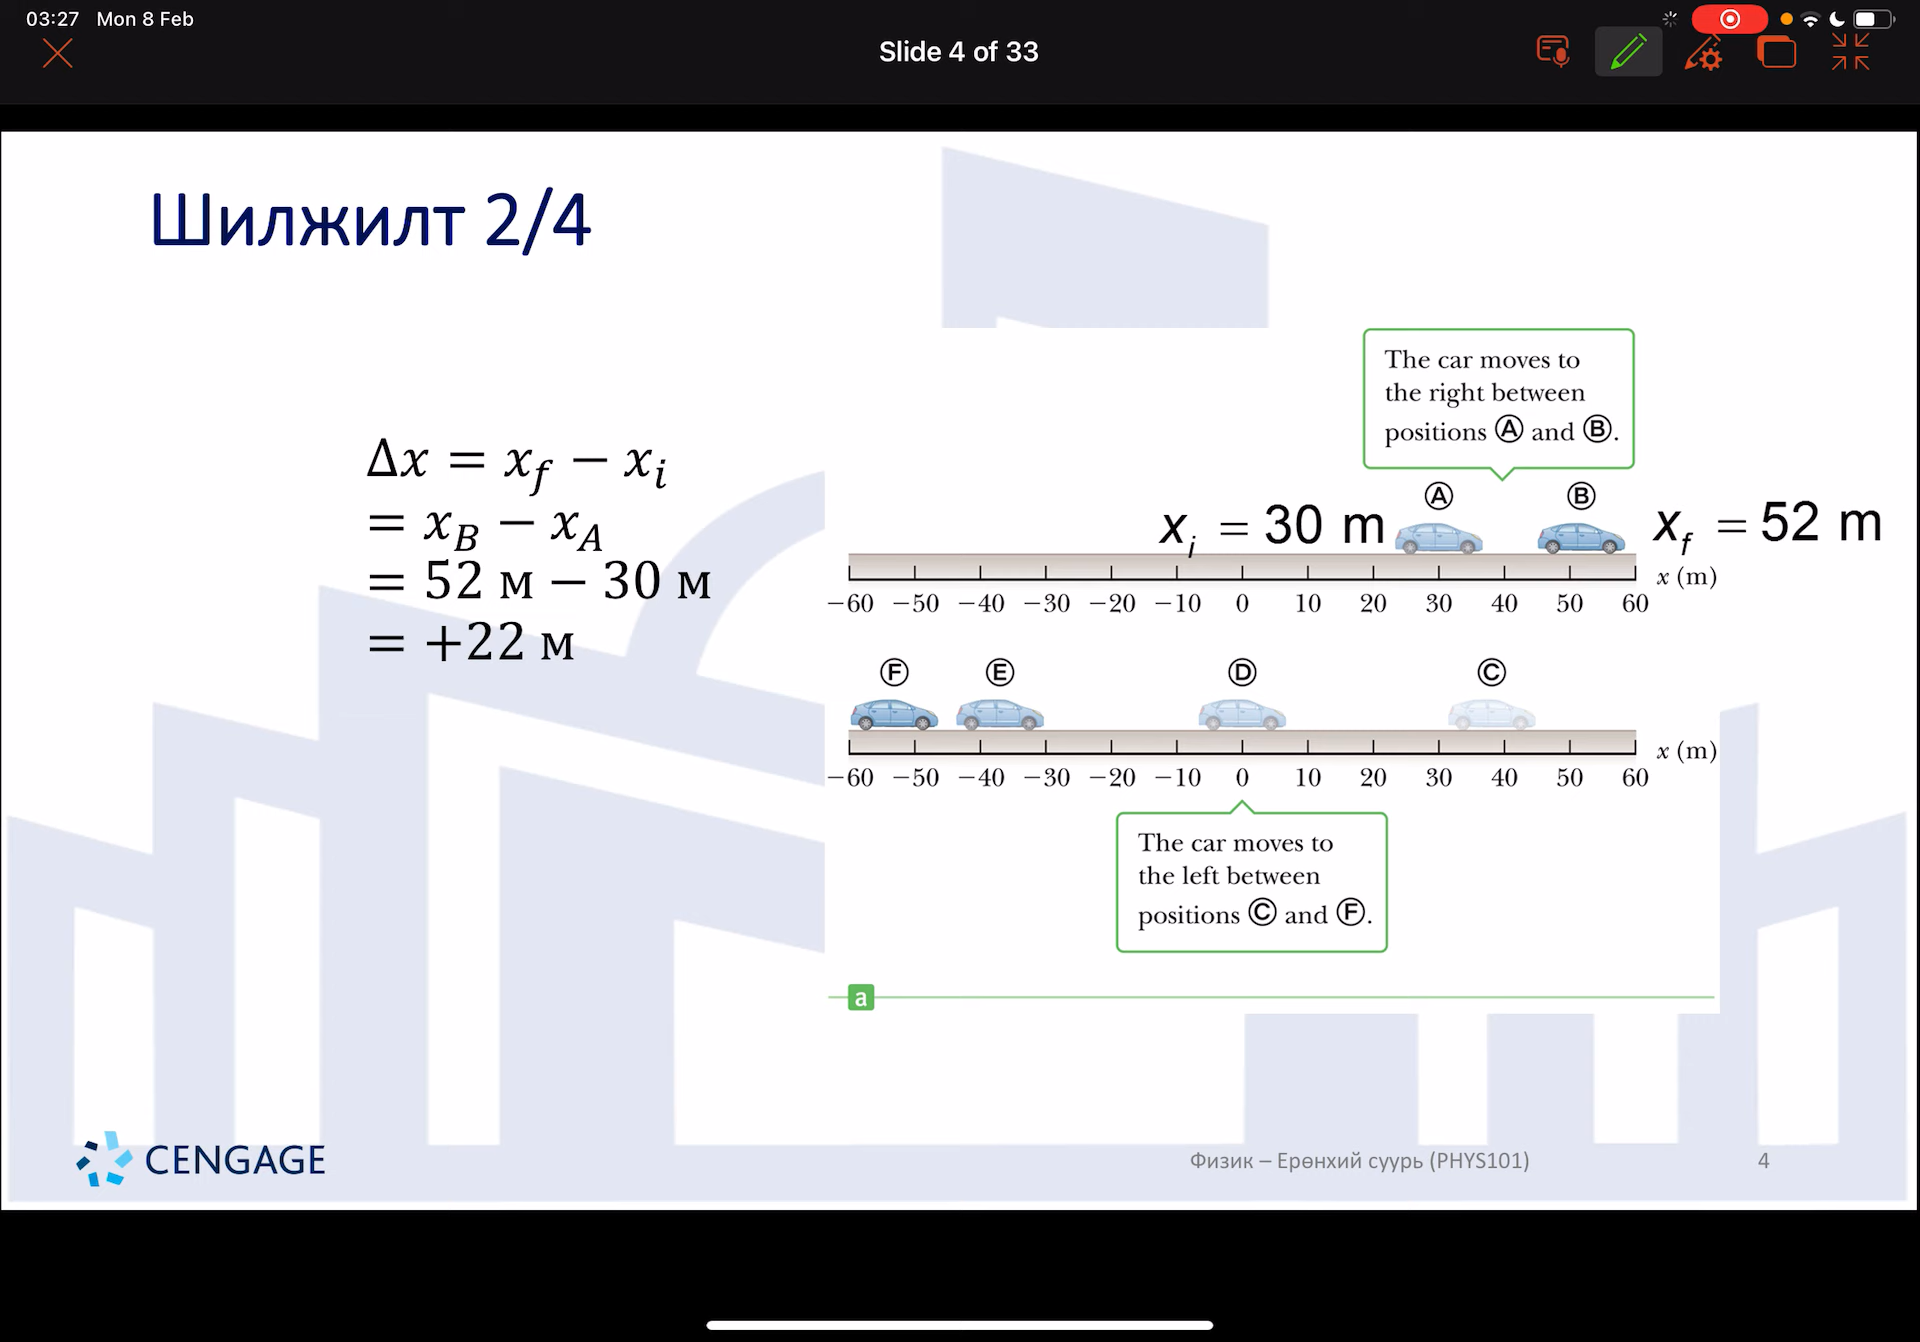 03:27 Mon 8 Feb
Slide 4 of 33
Шилжилт 2/4
Δx = x_f − x_i
= x_B − x_A
= 52 м − 30 м
= +22 м
The car moves to
the right between
positions Ⓐ and Ⓑ.
Ⓐ Ⓑ
x_i = 30 m
x_f = 52 m
−60 −50 −40 −30 −20 −10 0 10 20 30 40 50 60 x (m)
Ⓕ Ⓔ Ⓓ Ⓒ
−60 −50 −40 −30 −20 −10 0 10 20 30 40 50 60 x (m)
The car moves to
the left between
positions Ⓒ and Ⓕ.
a
CENGAGE
Физик – Ерөнхий суурь (PHYS101)
4